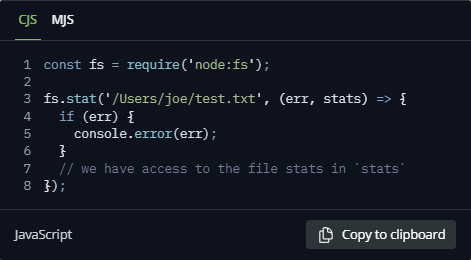 CJS MJS
1 const fs = require('node:fs');
2
3 fs.stat('/Users/joe/test.txt', (err, stats) => {
4   if (err) {
5     console.error(err);
6   }
7   // we have access to the file stats in `stats`
8 });
JavaScript Copy to clipboard